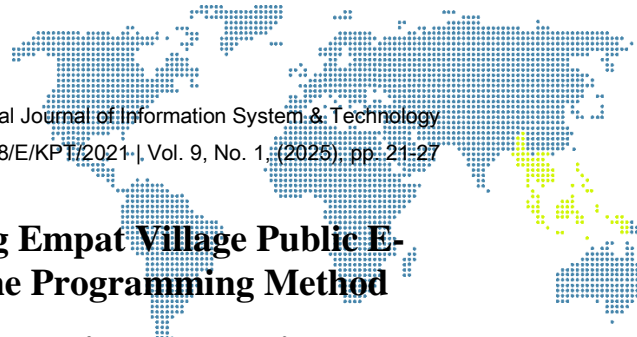 al Journal of Information System & Technology
8/E/KPT/2021 | Vol. 9, No. 1, (2025), pp. 21-27
g Empat Village Public E-
ne Programming Method